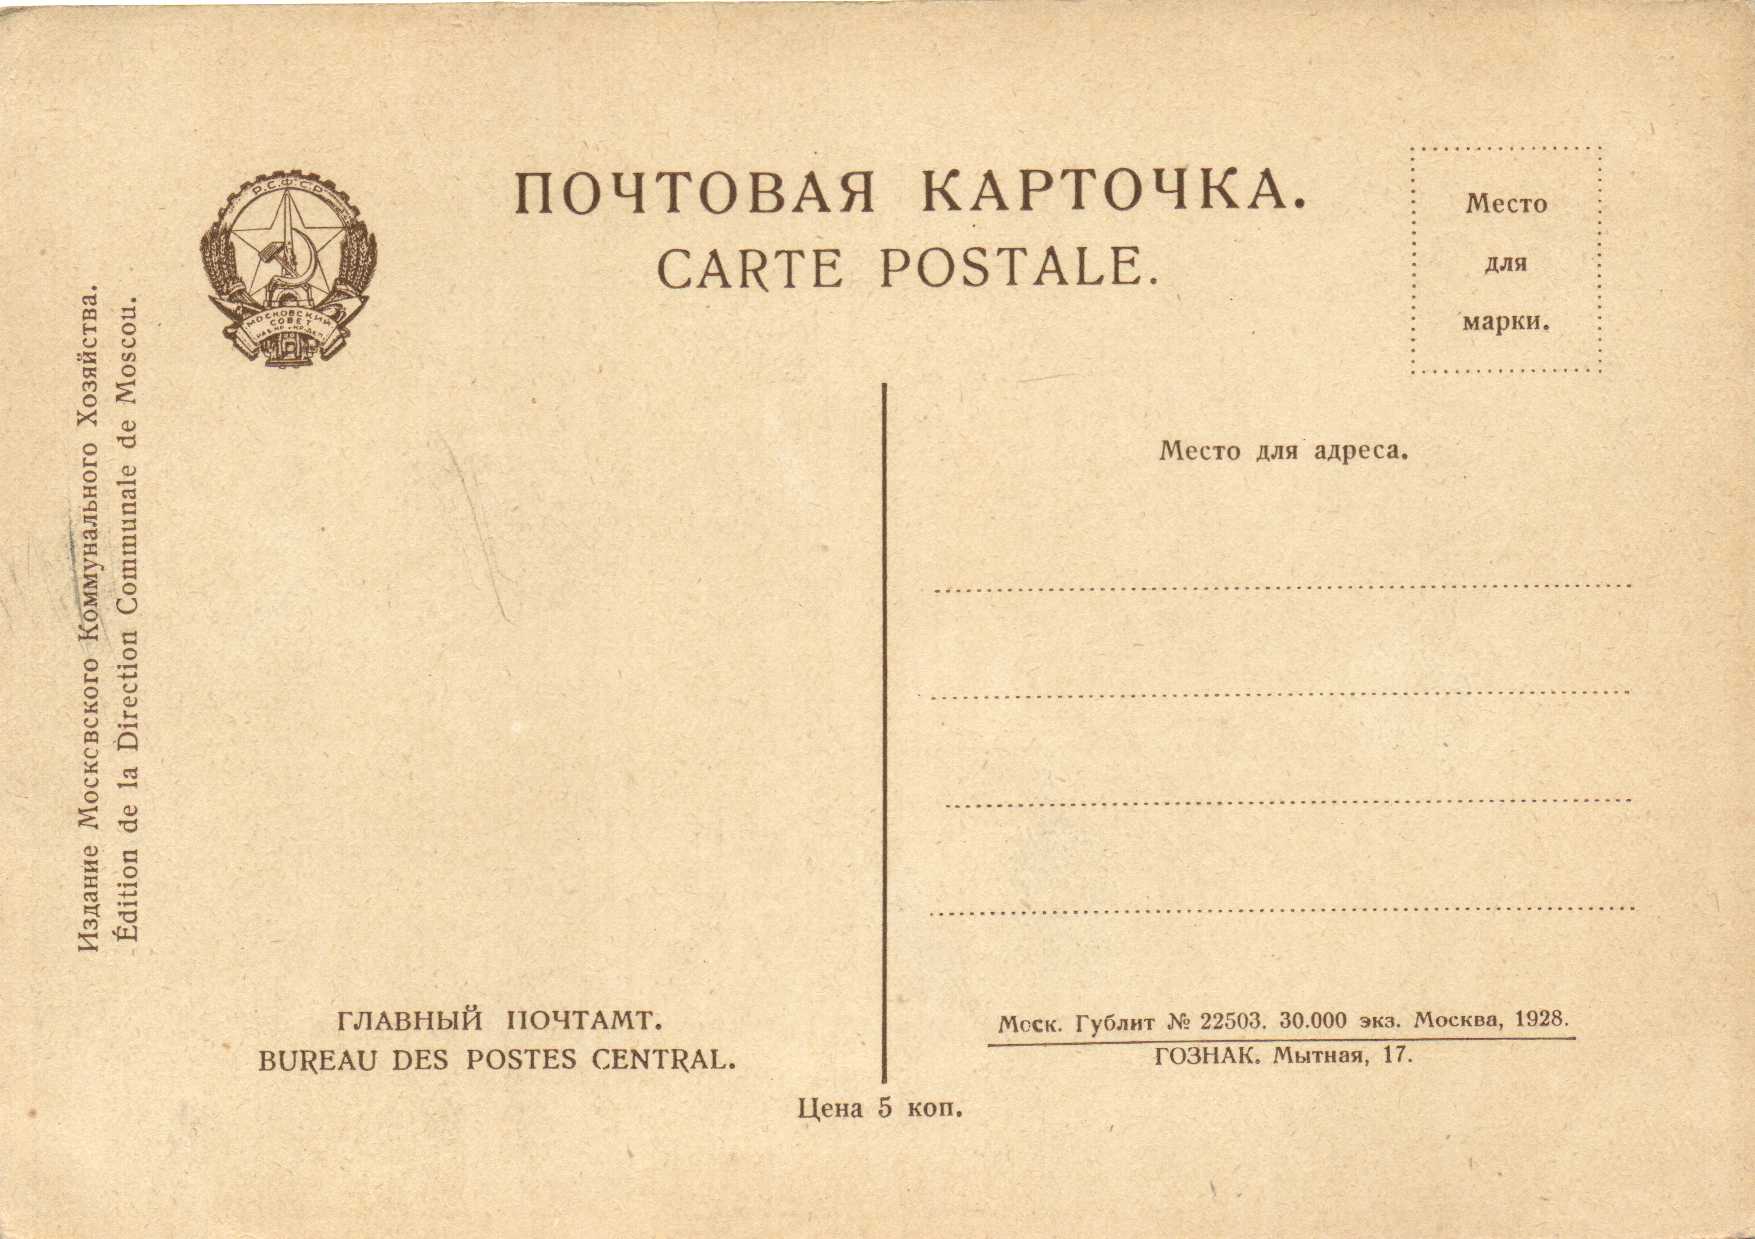 ПОЧТОВАЯ КАРТОЧКА.
CARTE POSTALE.
Р.С.Ф.С.Р.
МОСКОВСКИЙ
СОВЕТ
Место
для
марки.
Место для адреса.
Издание Москсвского Коммунального Хозяйства.
Édition de la Direction Communale de Moscou.
ГЛАВНЫЙ ПОЧТАМТ.
BUREAU DES POSTES CENTRAL.
Мсск. Гублит № 22503. 30.000 экз. Москва, 1928.
ГОЗНАК. Мытная, 17.
Цена 5 коп.